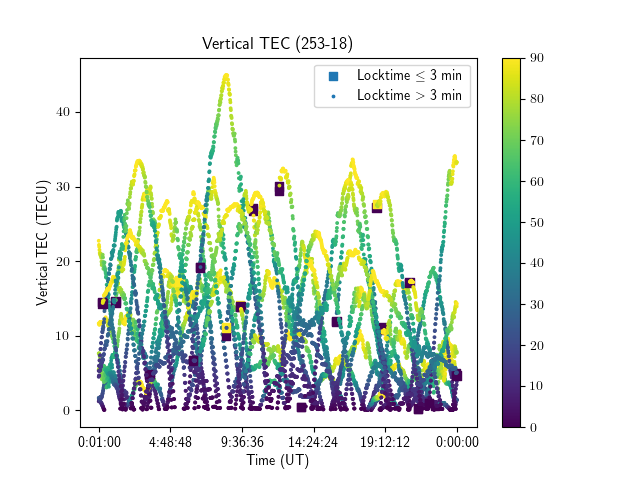 Vertical TEC (253-18)
Locktime ≤ 3 min
Locktime > 3 min
Vertical TEC (TECU)
40
30
20
10
0
0:01:00 4:48:48 9:36:36 14:24:24 19:12:12 0:00:00
Time (UT)
90
80
70
60
50
40
30
20
10
0